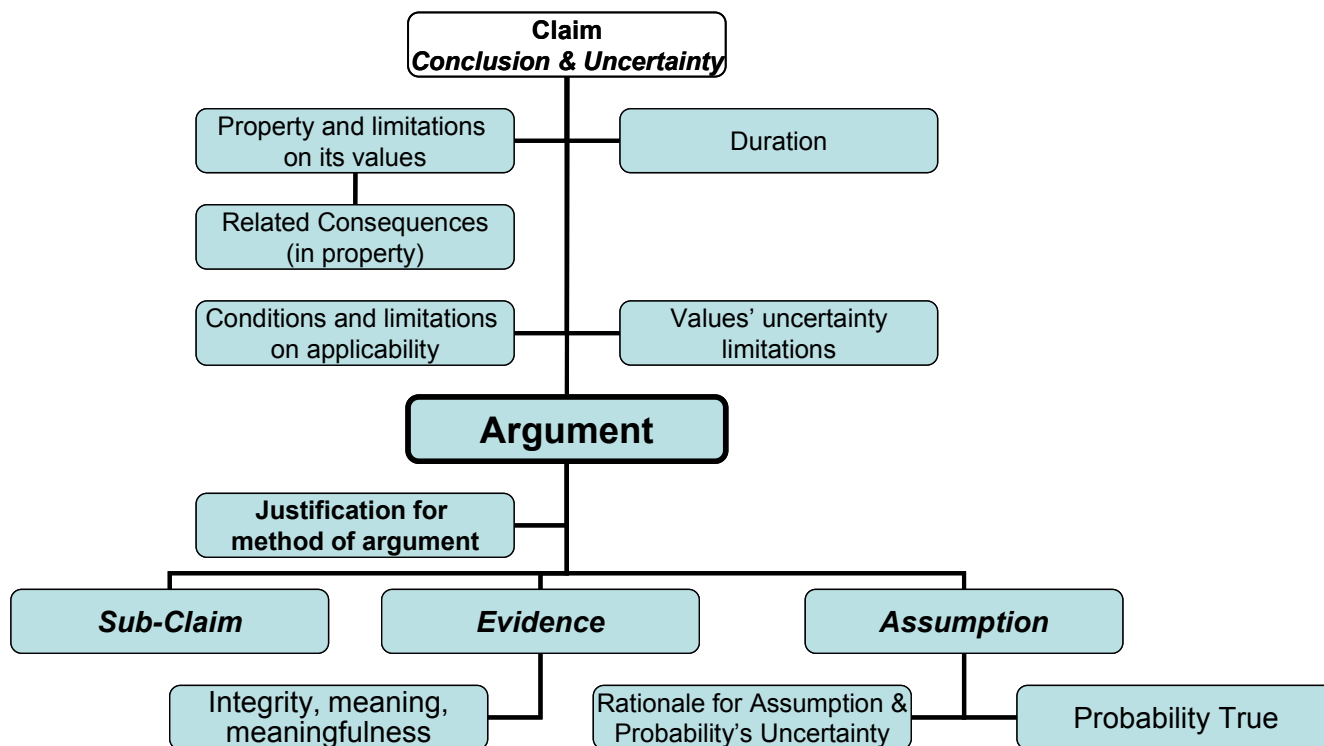 Claim
Conclusion & Uncertainty
Property and limitations
on its values
Duration
Related Consequences
(in property)
Conditions and limitations
on applicability
Values’ uncertainty
limitations
Argument
Justification for
method of argument
Sub-Claim
Evidence
Assumption
Integrity, meaning,
meaningfulness
Rationale for Assumption &
Probability’s Uncertainty
Probability True